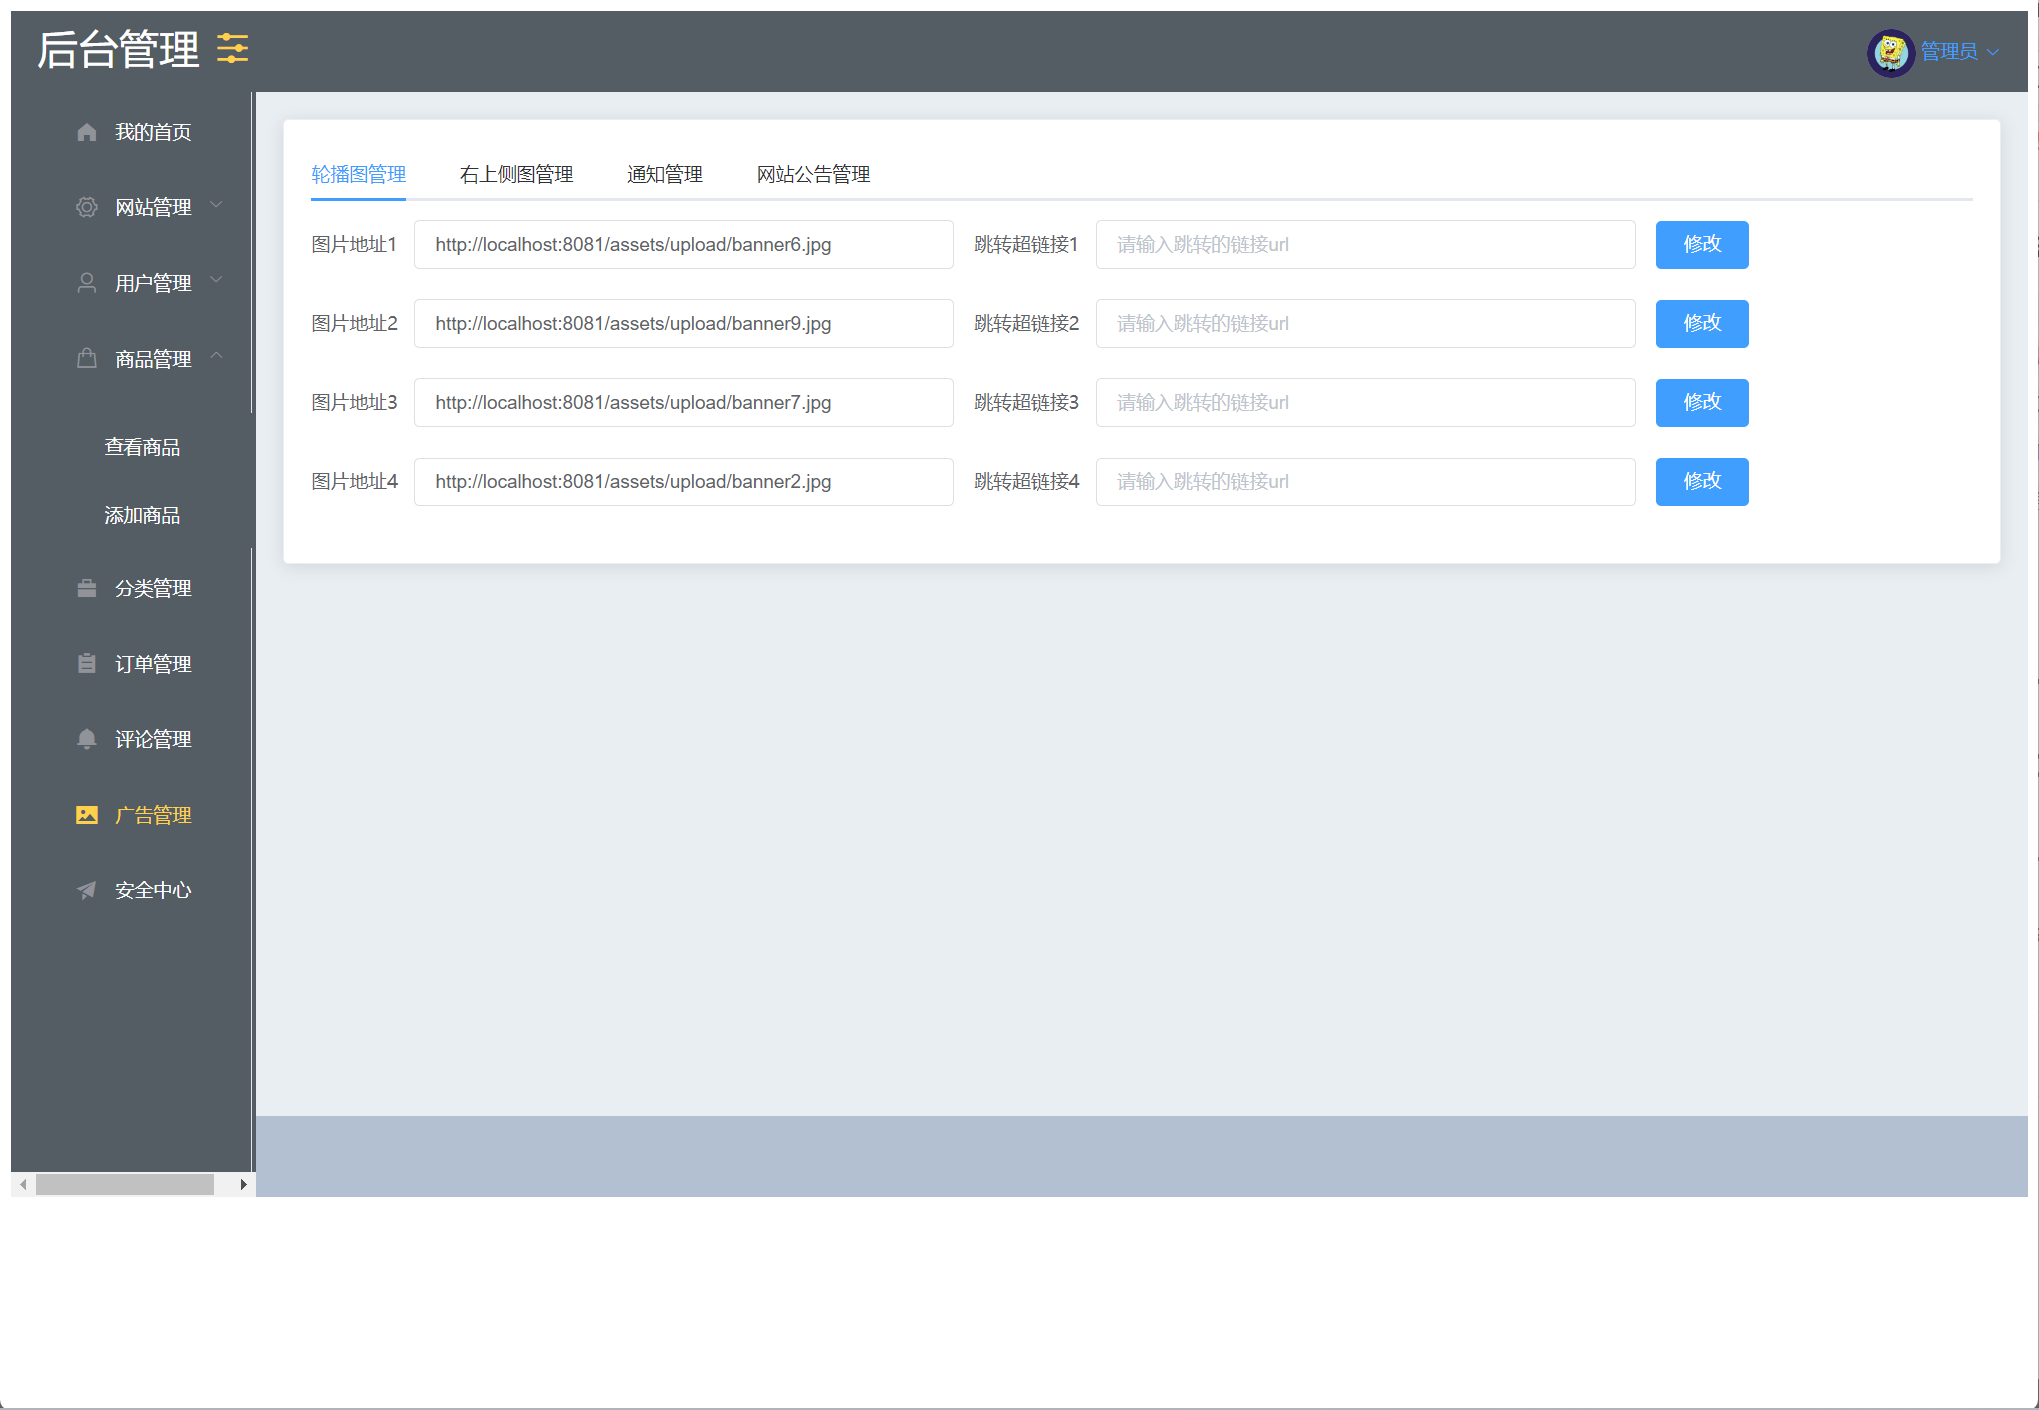 后台管理
管理员
我的首页
网站管理
用户管理
商品管理
查看商品
添加商品
分类管理
订单管理
评论管理
广告管理
安全中心
轮播图管理 右上侧图管理 通知管理 网站公告管理
图片地址1 http://localhost:8081/assets/upload/banner6.jpg 跳转超链接1 请输入跳转的链接url 修改
图片地址2 http://localhost:8081/assets/upload/banner9.jpg 跳转超链接2 请输入跳转的链接url 修改
图片地址3 http://localhost:8081/assets/upload/banner7.jpg 跳转超链接3 请输入跳转的链接url 修改
图片地址4 http://localhost:8081/assets/upload/banner2.jpg 跳转超链接4 请输入跳转的链接url 修改